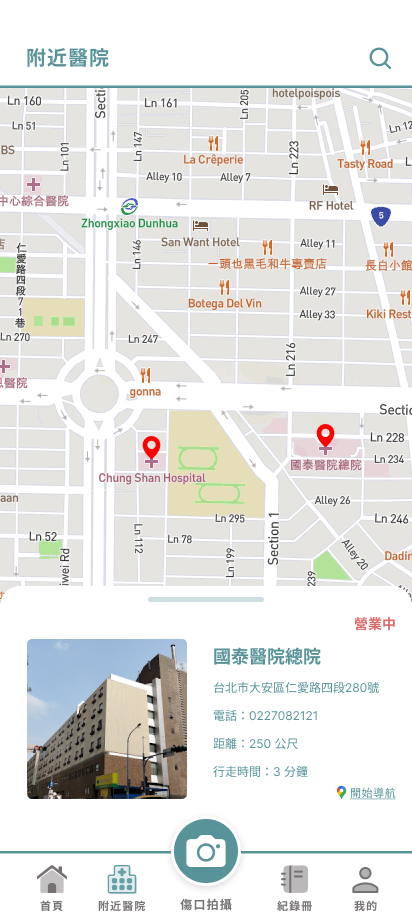 附近醫院
hotelpoispois
Ln 160
Ln 161
Secti
Ln 205
Ln 12
Ln 51
BS
Ln 101
Ln 147
La Crêperie
Ln 223
Tasty Road
Alley 10
Alley 7
中心綜合醫院
RF Hotel
5
Zhongxiao Dunhua
San Want Hotel
Alley 11
店
仁愛路四段71巷
Ln 146
一頭也黑毛和牛專賣店
長白小館
Alley 27
Botega Del Vin
Alley 33
Kiki Rest
Ln 270
Ln 247
Ln 216
恩醫院
gonna
Sectio
Ln 228
國泰醫院總院
Ln 234
Chung Shan Hospital
aan
Alley 26
Ln 295
Ln 246
Ln 52
Ln 112
Ln 78
Section 1
Alley 20
Ln 199
iwei Rd
Dadin
239
營業中
國泰醫院總院
台北市大安區仁愛路四段280號
電話：0227082121
距離：250 公尺
行走時間：3 分鐘
開始導航
首頁
附近醫院
傷口拍攝
紀錄冊
我的